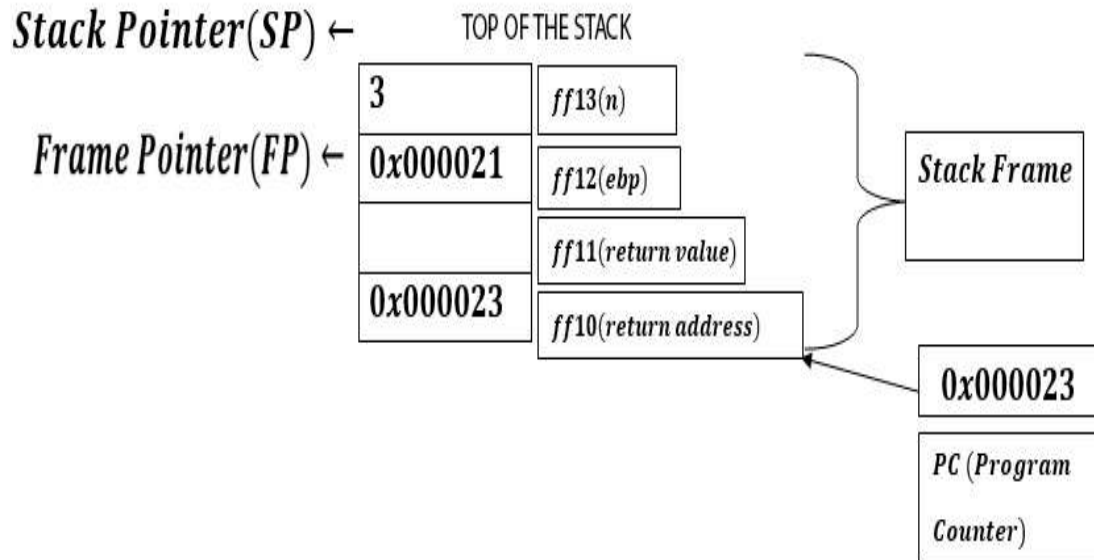 Stack Pointer(SP) ←
TOP OF THE STACK
3
ff13(n)
Frame Pointer(FP) ←
0x000021
ff12(ebp)
Stack Frame
ff11(return value)
0x000023
ff10(return address)
0x000023
PC (Program
Counter)